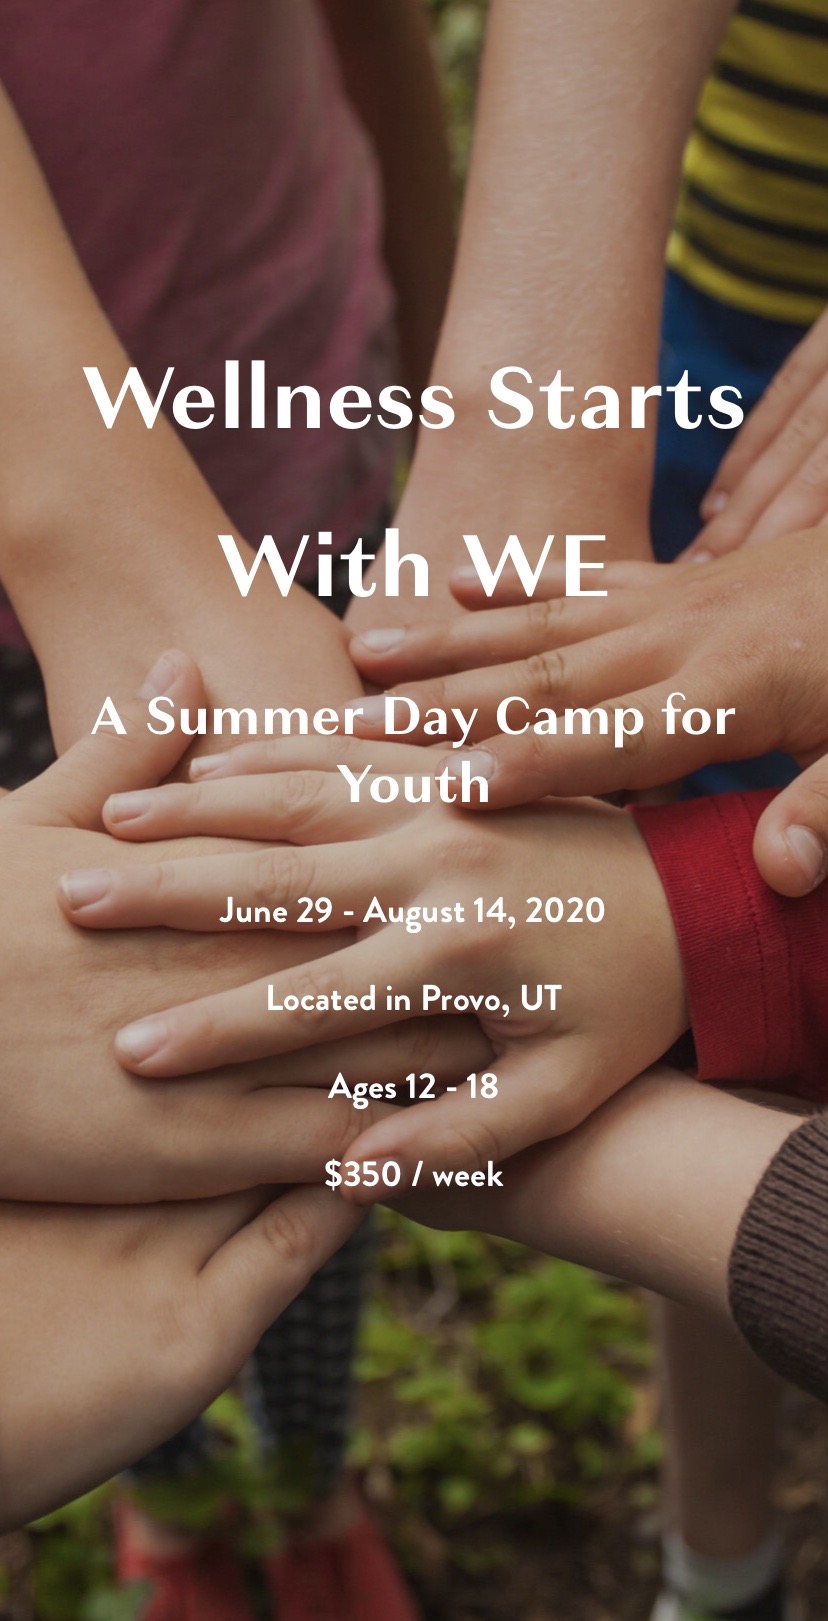 Wellness Starts
With WE
A Summer Day Camp for
Youth
June 29 - August 14, 2020
Located in Provo, UT
Ages 12 - 18
$350 / week